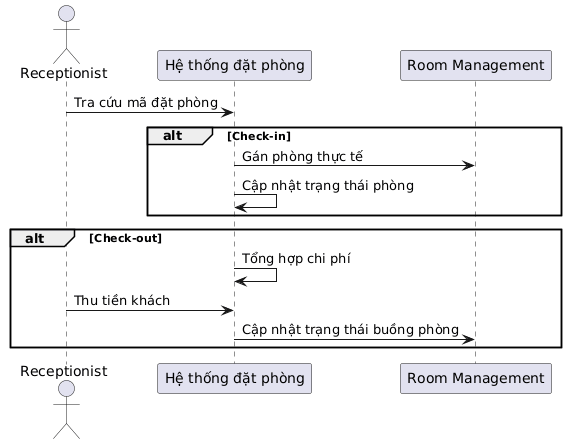 Receptionist
Hệ thống đặt phòng
Room Management
Tra cứu mã đặt phòng
alt [Check-in]
Gán phòng thực tế
Cập nhật trạng thái phòng
alt [Check-out]
Tổng hợp chi phí
Thu tiền khách
Cập nhật trạng thái buồng phòng
Receptionist
Hệ thống đặt phòng
Room Management